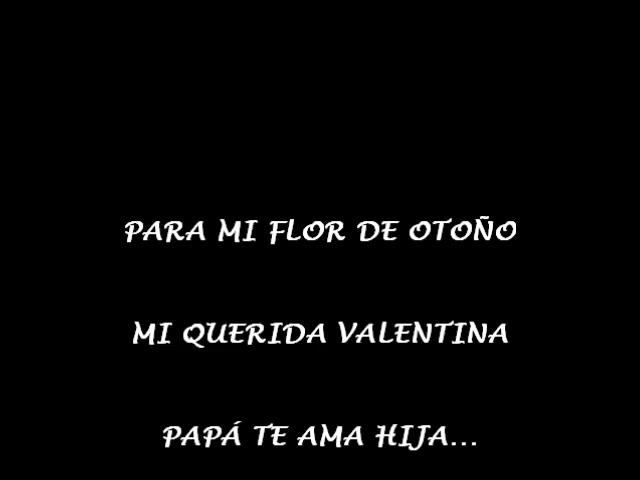 PARA MI FLOR DE OTOÑO
MI QUERIDA VALENTINA
PAPÁ TE AMA HIJA...